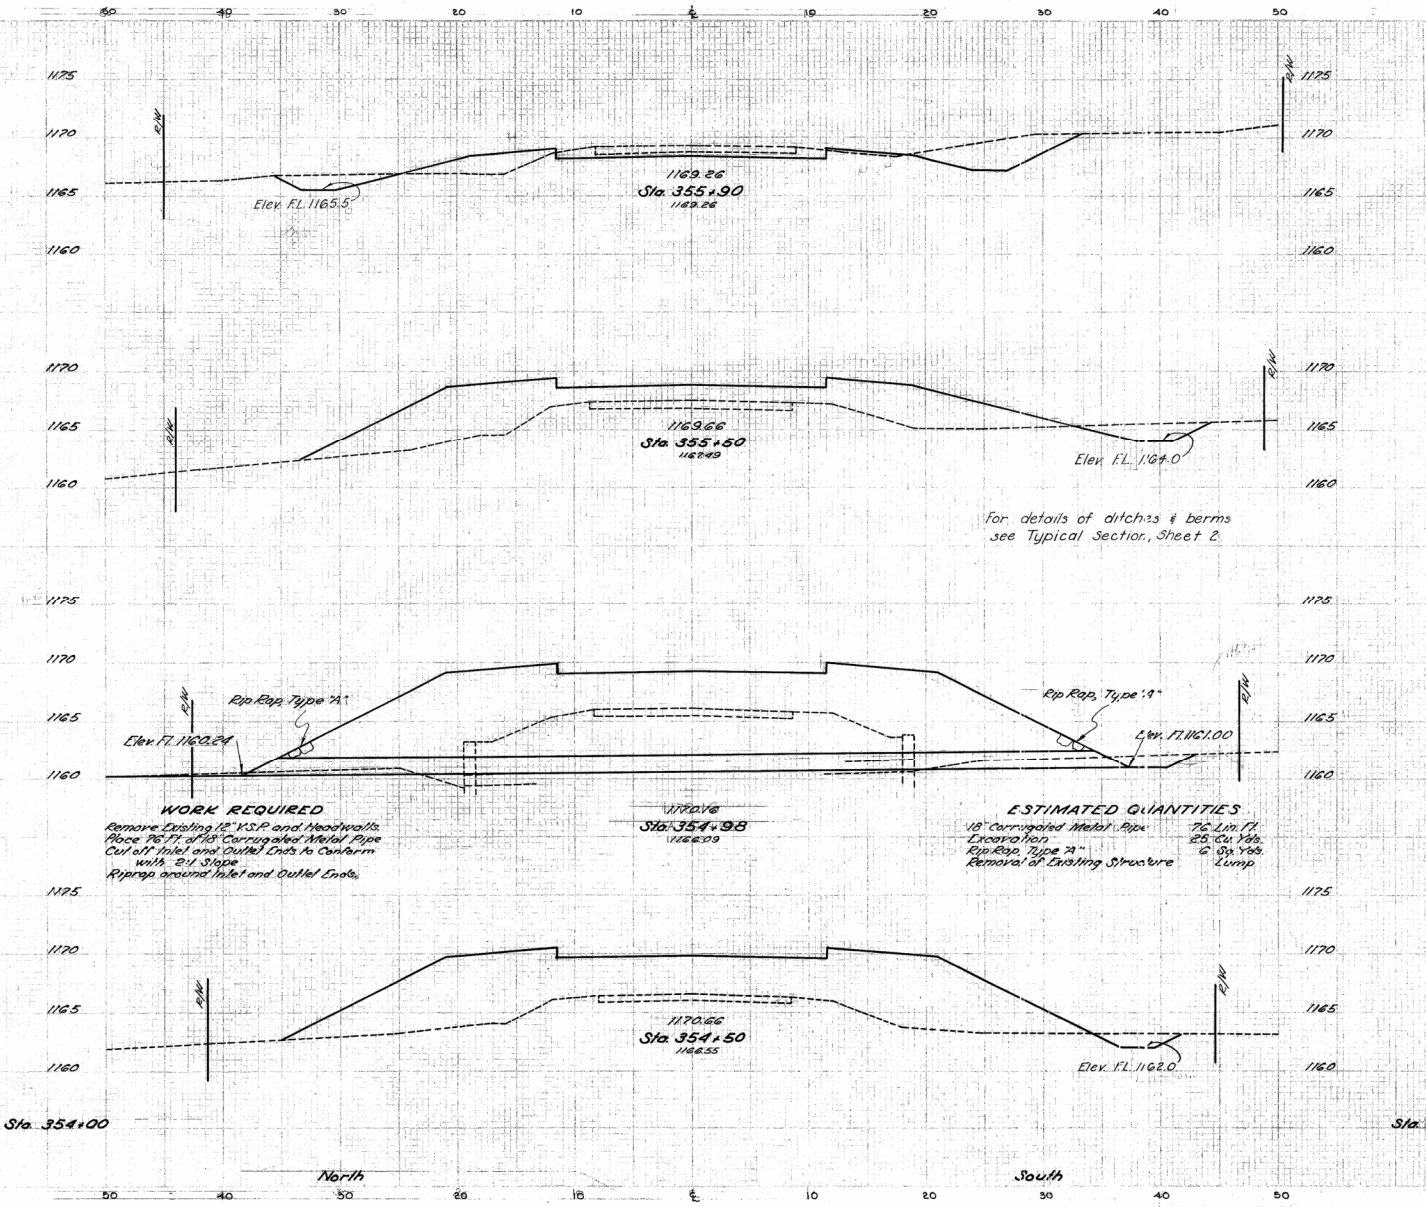 50 40 30 20 10 ℄ 10 20 30 40 50
1175 R/W 1175
R/W
1170 1170
1169.26
1165 Sta. 355+90 1165
Elev. F.L. 1165.5 1169.26
1160 1160
1170 R/W 1170
1165 R/W 1169.66 1165
Sta. 355+50
1167.49
Elev. F.L. 1164.0
1160 1160
For details of ditches & berms
see Typical Section, Sheet 2
1175 1175
1170 1170
R/W Rip Rap, Type "A" Rip Rap, Type "A" R/W
1165 1165
Elev. Fl. 1160.24 Elev. Fl. 1161.00
1160 1160
WORK REQUIRED
Remove Existing 12" V.S.P. and Headwalls.
Place 76 Ft. of 18" Corrugated Metal Pipe
Cut off Inlet and Outlet Ends to Conform
with 2:1 Slope
Riprap around Inlet and Outlet Ends.
1170.16
Sta. 354+98
1166.09
ESTIMATED QUANTITIES
18" Corrugated Metal Pipe 76 Lin. Ft.
Excavation 25 Cu. Yds.
Rip Rap, Type "A" 6 Sq. Yds.
Removal of Existing Structure Lump
1175 1175
1170 1170
R/W R/W
1165 1165
1170.66
Sta. 354+50
1166.55
1160 Elev. F.L. 1162.0 1160
Sta. 354+00 Sta.
North South
50 40 30 20 10 ℄ 10 20 30 40 50